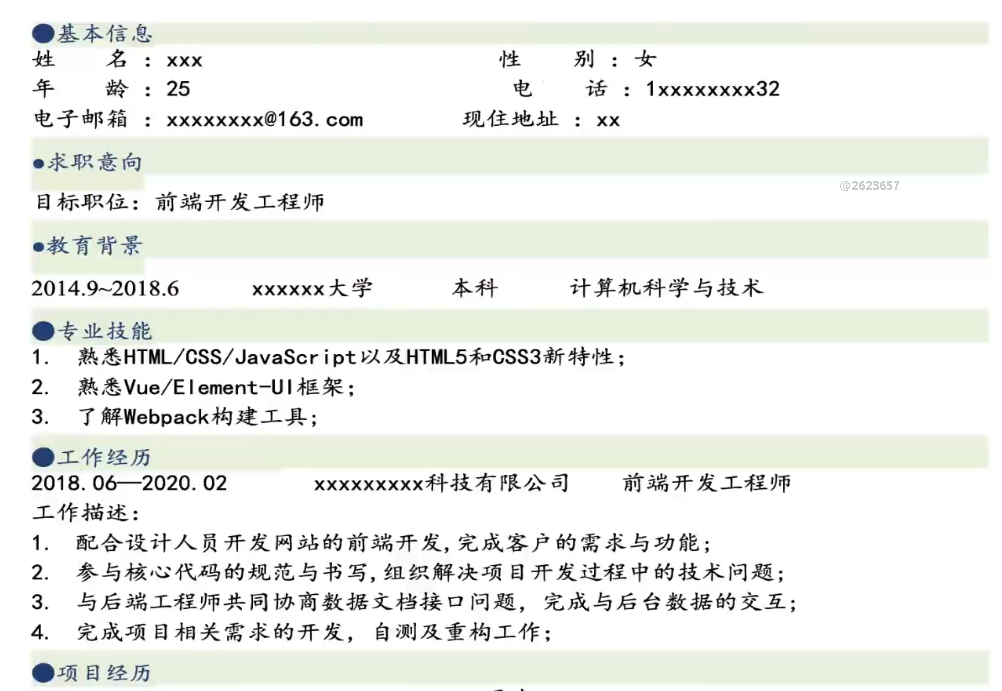 ●基本信息
姓 名 : xxx 性 别 : 女
年 龄 : 25 电 话 : 1xxxxxxxx32
电子邮箱 : xxxxxxxx@163.com 现住地址 : xx
●求职意向
@2623657
目标职位: 前端开发工程师
●教育背景
2014.9~2018.6 xxxxxx大学 本科 计算机科学与技术
●专业技能
1. 熟悉HTML/CSS/JavaScript以及HTML5和CSS3新特性;
2. 熟悉Vue/Element-UI框架;
3. 了解Webpack构建工具;
●工作经历
2018.06—2020.02 xxxxxxxxx科技有限公司 前端开发工程师
工作描述:
1. 配合设计人员开发网站的前端开发,完成客户的需求与功能;
2. 参与核心代码的规范与书写,组织解决项目开发过程中的技术问题;
3. 与后端工程师共同协商数据文档接口问题, 完成与后台数据的交互;
4. 完成项目相关需求的开发, 自测及重构工作;
●项目经历